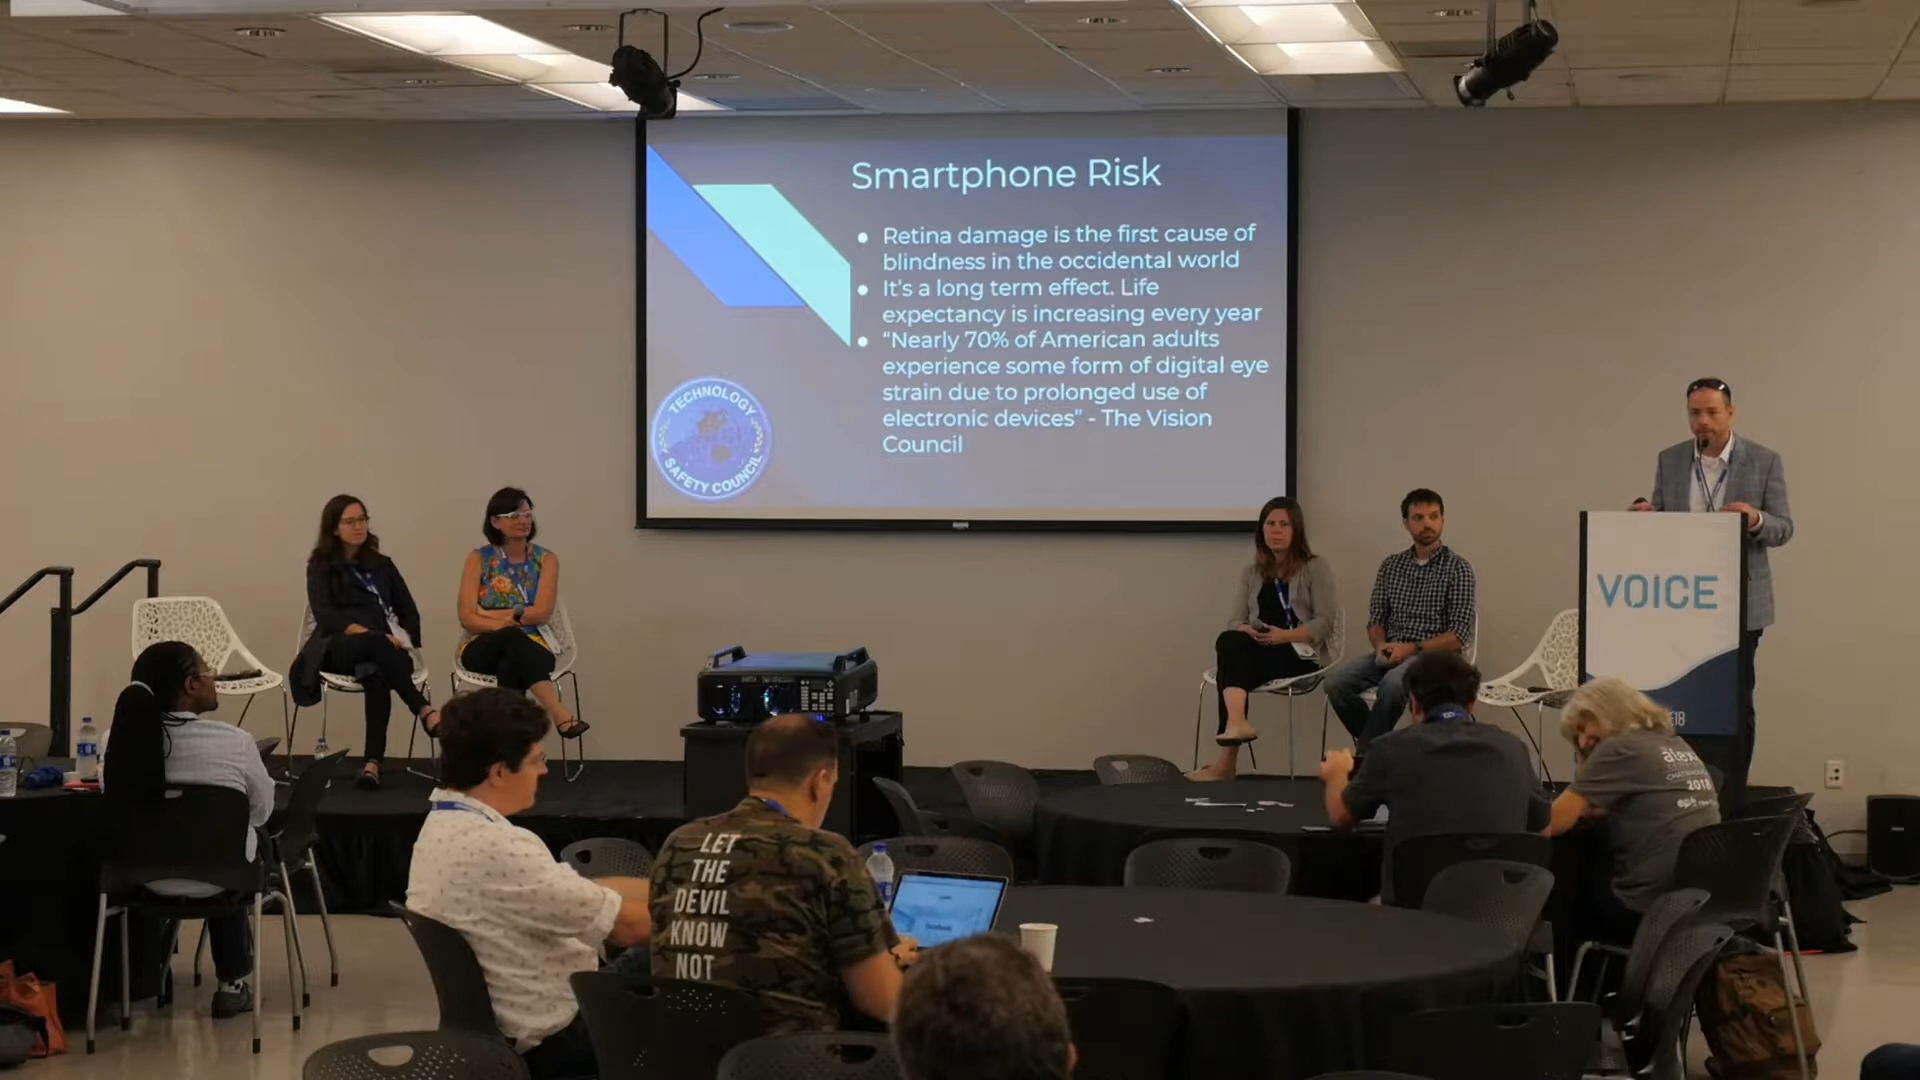 Smartphone Risk
● Retina damage is the first cause of
blindness in the occidental world
● It's a long term effect. Life
expectancy is increasing every year
● “Nearly 70% of American adults
experience some form of digital eye
strain due to prolonged use of
electronic devices” - The Vision
Council
TECHNOLOGY
SAFETY COUNCIL
VOICE
E18
LET
THE
DEVIL
KNOW
NOT
2018